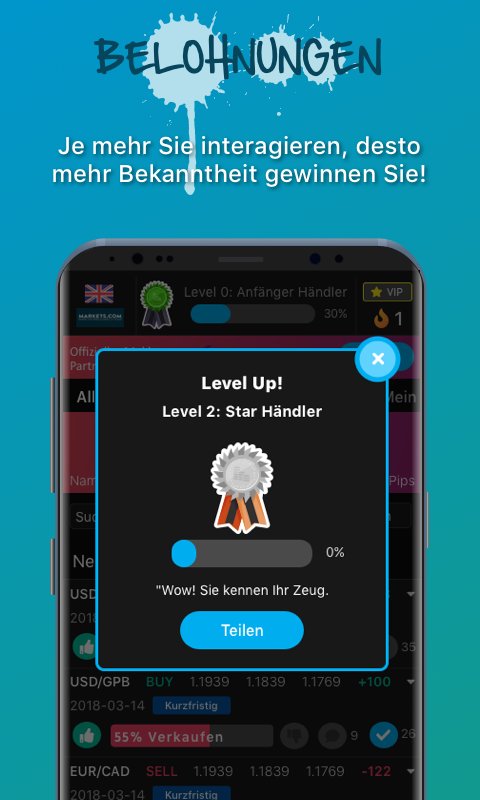 BELOHNUNGEN
Je mehr Sie interagieren, desto
mehr Bekanntheit gewinnen Sie!
Level 0: Anfänger Händler
VIP
MARKETS.COM
30%
1
Partn
All
Mein
Level Up!
Level 2: Star Händler
0%
"Wow! Sie kennen Ihr Zeug.
Teilen
Nam
Pips
Suc
Ne
USD
2018
35
USD/GPB BUY 1.1939 1.1839 1.1769 +100
2018-03-14 Kurzfristig
55% Verkaufen 9 26
EUR/CAD SELL 1.1939 1.1839 1.1769 -122
2018-03-14 Kurzfristig